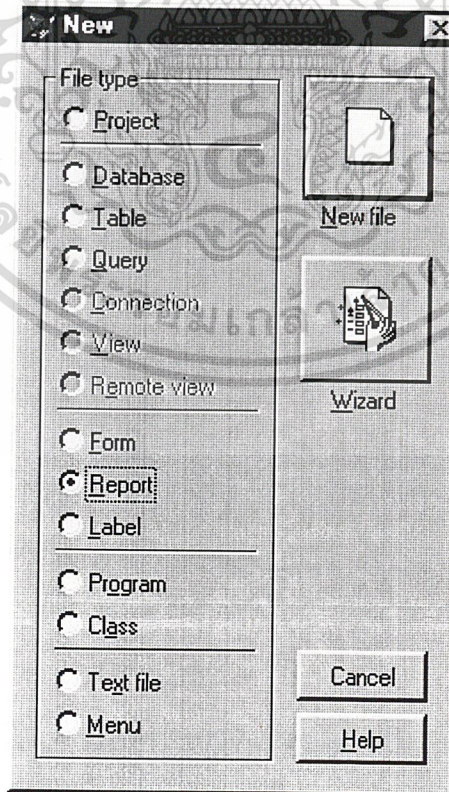 New
File type
Project
Database
Table
Query
Connection
View
Remote view
Form
Report
Label
Program
Class
Text file
Menu
New file
Wizard
Cancel
Help